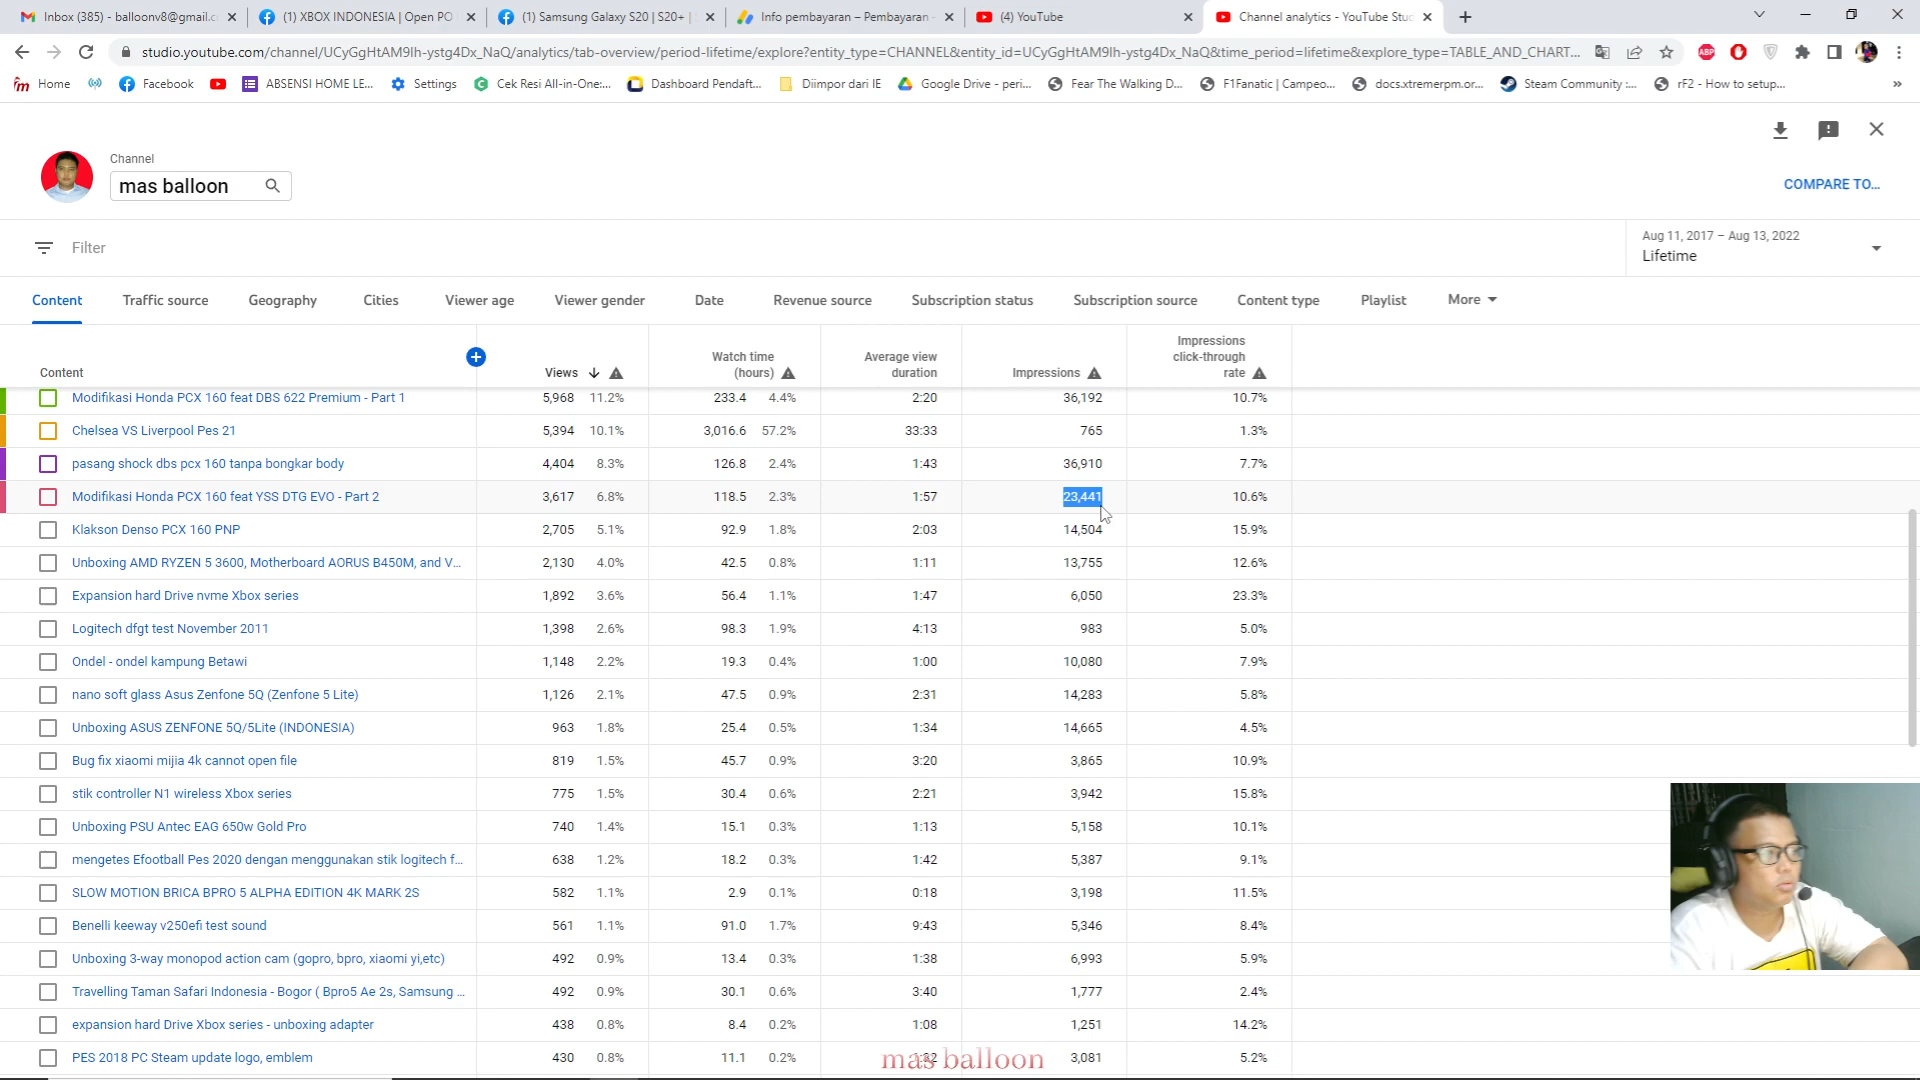 Inbox (385) - balloonv8@gmail.c
(1) XBOX INDONESIA | Open PO
(1) Samsung Galaxy S20 | S20+ |
Info pembayaran – Pembayaran -
(4) YouTube
Channel analytics - YouTube Stud
studio.youtube.com/channel/UCyGgHtAM9lh-ystg4Dx_NaQ/analytics/tab-overview/period-lifetime/explore?entity_type=CHANNEL&entity_id=UCyGgHtAM9lh-ystg4Dx_NaQ&time_period=lifetime&explore_type=TABLE_AND_CHART...
Home
Facebook
ABSENSI HOME LE...
Settings
Cek Resi All-in-One:...
Dashboard Pendaft...
Diimpor dari IE
Google Drive - peri...
Fear The Walking D...
F1Fanatic | Campeo...
docs.xtremerpm.or...
Steam Community :...
rF2 - How to setup...
»
Channel
mas balloon
COMPARE TO...
Filter
Aug 11, 2017 – Aug 13, 2022
Lifetime
Content Traffic source Geography Cities Viewer age Viewer gender Date Revenue source Subscription status Subscription source Content type Playlist More
Content
Views
Watch time
(hours)
Average view
duration
Impressions
Impressions
click-through
rate
Modifikasi Honda PCX 160 feat DBS 622 Premium - Part 1 5,968 11.2% 233.4 4.4% 2:20 36,192 10.7%
Chelsea VS Liverpool Pes 21 5,394 10.1% 3,016.6 57.2% 33:33 765 1.3%
pasang shock dbs pcx 160 tanpa bongkar body 4,404 8.3% 126.8 2.4% 1:43 36,910 7.7%
Modifikasi Honda PCX 160 feat YSS DTG EVO - Part 2 3,617 6.8% 118.5 2.3% 1:57 23,441 10.6%
Klakson Denso PCX 160 PNP 2,705 5.1% 92.9 1.8% 2:03 14,504 15.9%
Unboxing AMD RYZEN 5 3600, Motherboard AORUS B450M, and V... 2,130 4.0% 42.5 0.8% 1:11 13,755 12.6%
Expansion hard Drive nvme Xbox series 1,892 3.6% 56.4 1.1% 1:47 6,050 23.3%
Logitech dfgt test November 2011 1,398 2.6% 98.3 1.9% 4:13 983 5.0%
Ondel - ondel kampung Betawi 1,148 2.2% 19.3 0.4% 1:00 10,080 7.9%
nano soft glass Asus Zenfone 5Q (Zenfone 5 Lite) 1,126 2.1% 47.5 0.9% 2:31 14,283 5.8%
Unboxing ASUS ZENFONE 5Q/5Lite (INDONESIA) 963 1.8% 25.4 0.5% 1:34 14,665 4.5%
Bug fix xiaomi mijia 4k cannot open file 819 1.5% 45.7 0.9% 3:20 3,865 10.9%
stik controller N1 wireless Xbox series 775 1.5% 30.4 0.6% 2:21 3,942 15.8%
Unboxing PSU Antec EAG 650w Gold Pro 740 1.4% 15.1 0.3% 1:13 5,158 10.1%
mengetes Efootball Pes 2020 dengan menggunakan stik logitech f... 638 1.2% 18.2 0.3% 1:42 5,387 9.1%
SLOW MOTION BRICA BPRO 5 ALPHA EDITION 4K MARK 2S 582 1.1% 2.9 0.1% 0:18 3,198 11.5%
Benelli keeway v250efi test sound 561 1.1% 91.0 1.7% 9:43 5,346 8.4%
Unboxing 3-way monopod action cam (gopro, bpro, xiaomi yi,etc) 492 0.9% 13.4 0.3% 1:38 6,993 5.9%
Travelling Taman Safari Indonesia - Bogor ( Bpro5 Ae 2s, Samsung ... 492 0.9% 30.1 0.6% 3:40 1,777 2.4%
expansion hard Drive Xbox series - unboxing adapter 438 0.8% 8.4 0.2% 1:08 1,251 14.2%
PES 2018 PC Steam update logo, emblem 430 0.8% 11.1 0.2% 3,081 5.2%
mas balloon